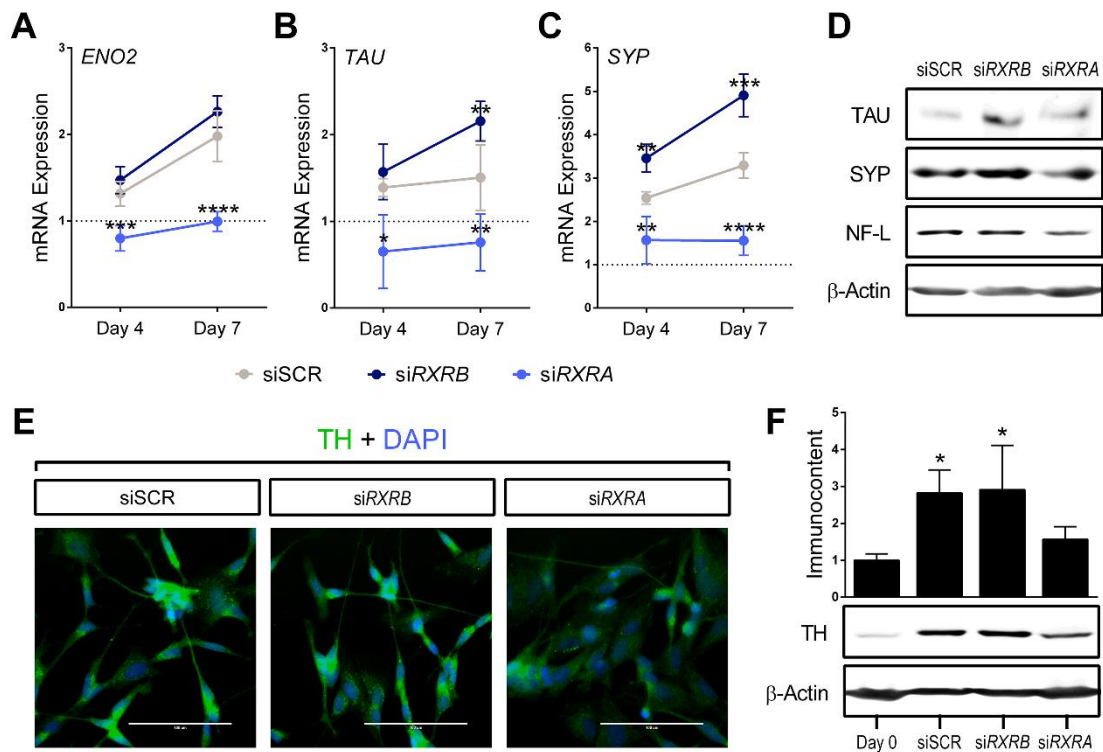 A
ENO2
mRNA Expression
3
2
1
0
***
****
Day 4
Day 7
B
TAU
mRNA Expression
3
2
1
0
*
**
**
Day 4
Day 7
C
SYP
mRNA Expression
6
5
4
3
2
1
0
**
***
**
****
Day 4
Day 7
siSCR
siRXRB
siRXRA
D
siSCR siRXRB siRXRA
TAU
SYP
NF-L
β-Actin
E
TH + DAPI
siSCR
siRXRB
siRXRA
F
Immunocontent
5
4
3
2
1
0
*
*
TH
β-Actin
Day 0 siSCR siRXRB siRXRA